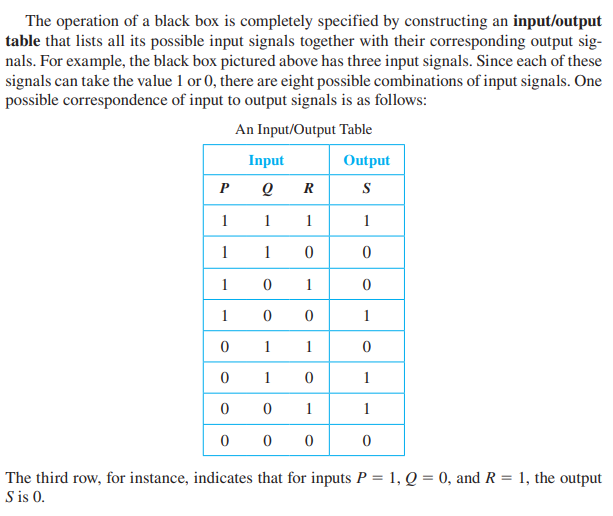 The operation of a black box is completely specified by constructing an input/output
table that lists all its possible input signals together with their corresponding output sig-
nals. For example, the black box pictured above has three input signals. Since each of these
signals can take the value 1 or 0, there are eight possible combinations of input signals. One
possible correspondence of input to output signals is as follows:
An Input/Output Table
Input Output
P Q R S
1 1 1 1
1 1 0 0
1 0 1 0
1 0 0 1
0 1 1 0
0 1 0 1
0 0 1 1
0 0 0 0
The third row, for instance, indicates that for inputs P = 1, Q = 0, and R = 1, the output
S is 0.